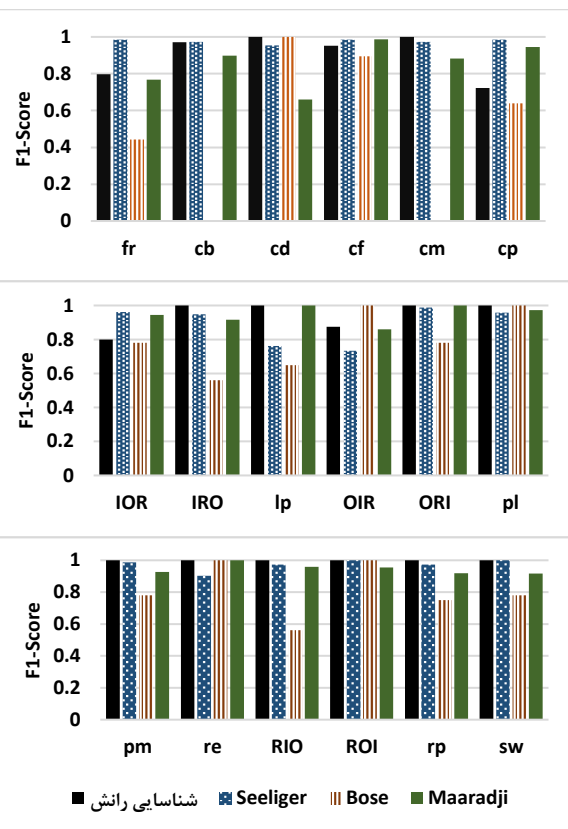 1
0.8
0.6
0.4
0.2
0
F1-Score
fr cb cd cf cm cp
1
0.8
0.6
0.4
0.2
0
F1-Score
IOR IRO lp OIR ORI pl
1
0.8
0.6
0.4
0.2
0
F1-Score
pm re RIO ROI rp sw
شناسایی رانش Seeliger Bose Maaradji